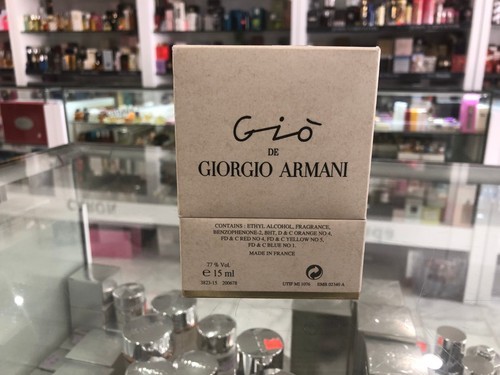 Giò
DE
GIORGIO ARMANI
CONTAINS : ETHYL ALCOHOL, FRAGRANCE,
BENZOPHENONE-2, BHT, D & C ORANGE NO.4,
FD & C RED NO.4, FD & C YELLOW NO.5,
FD & C BLUE NO.1.
MADE IN FRANCE
77 % Vol.
e 15 ml